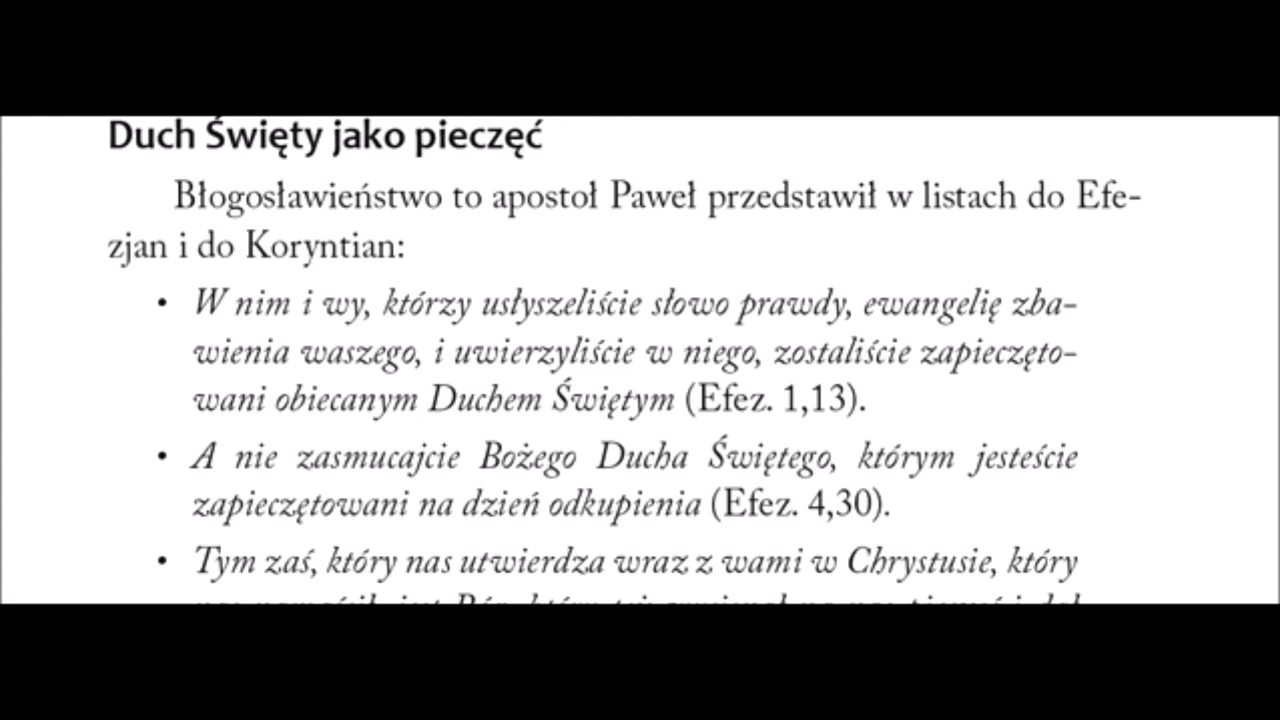 Duch Święty jako pieczęć
Błogosławieństwo to apostoł Paweł przedstawił w listach do Efe-
zjan i do Koryntian:
• W nim i wy, którzy usłyszeliście słowo prawdy, ewangelię zba-
wienia waszego, i uwierzyliście w niego, zostaliście zapieczęto-
wani obiecanym Duchem Świętym (Efez. 1,13).
• A nie zasmucajcie Bożego Ducha Świętego, którym jesteście
zapieczętowani na dzień odkupienia (Efez. 4,30).
• Tym zaś, który nas utwierdza wraz z wami w Chrystusie, który